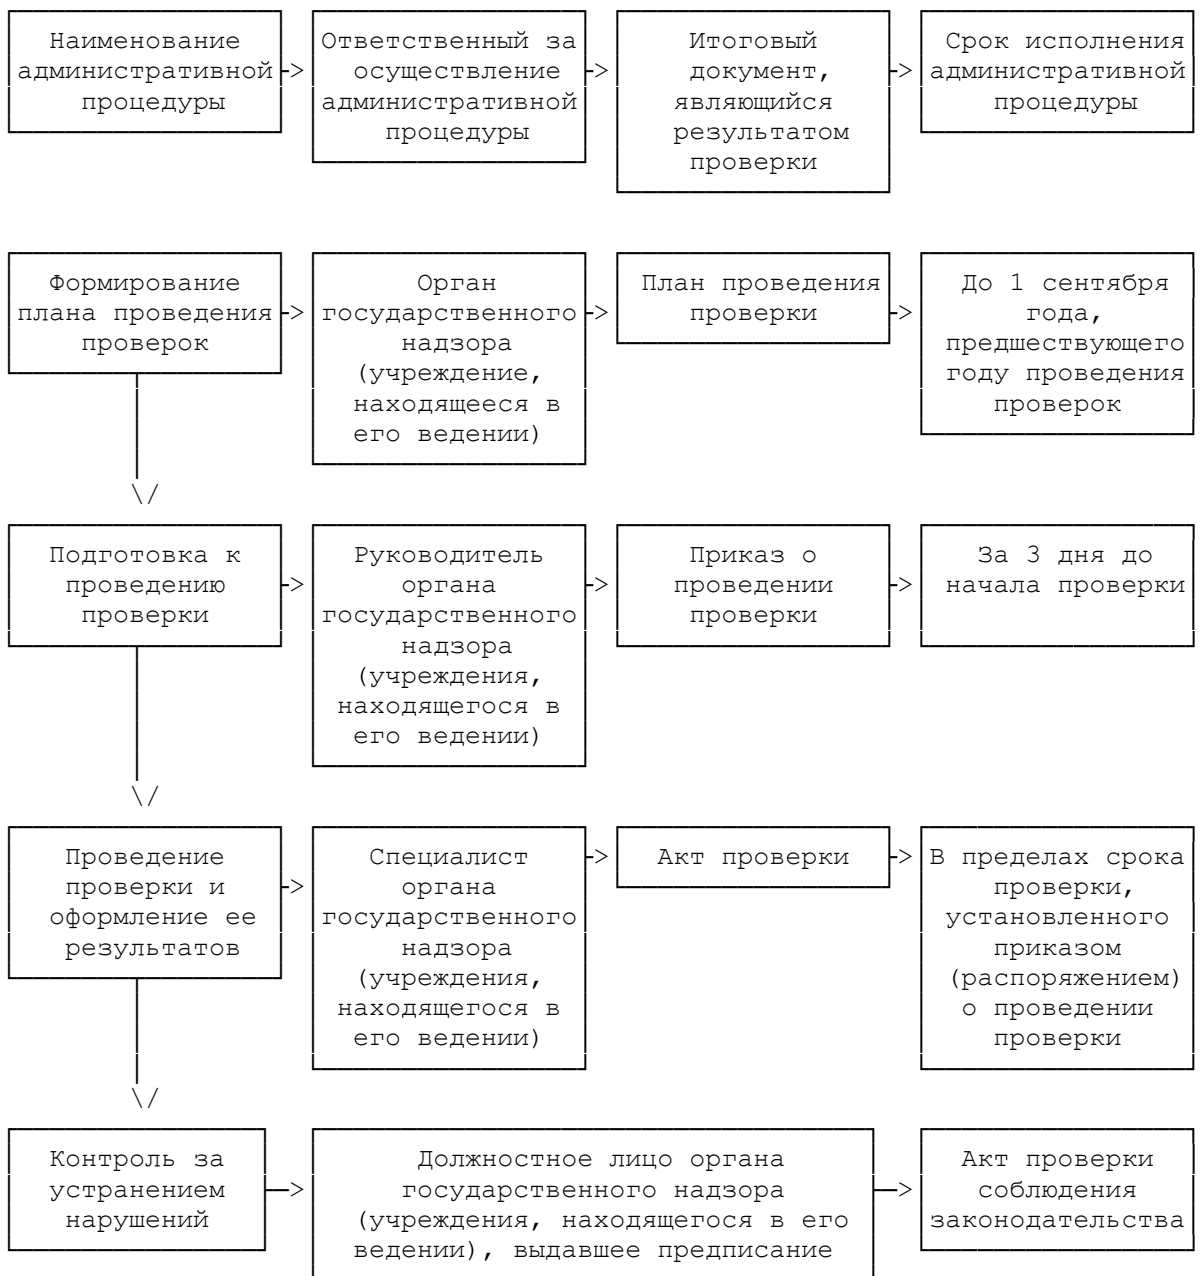 Наименование
административной
процедуры
Ответственный за
осуществление
административной
процедуры
Итоговый
документ,
являющийся
результатом
проверки
Срок исполнения
административной
процедуры
Формирование
плана проведения
проверок
Орган
государственного
надзора
(учреждение,
находящееся в
его ведении)
План проведения
проверки
До 1 сентября
года,
предшествующего
году проведения
проверок
Подготовка к
проведению
проверки
Руководитель
органа
государственного
надзора
(учреждения,
находящегося в
его ведении)
Приказ о
проведении
проверки
За 3 дня до
начала проверки
Проведение
проверки и
оформление ее
результатов
Специалист
органа
государственного
надзора
(учреждения,
находящегося в
его ведении)
Акт проверки
В пределах срока
проверки,
установленного
приказом
(распоряжением)
о проведении
проверки
Контроль за
устранением
нарушений
Должностное лицо органа
государственного надзора
(учреждения, находящегося в его
ведении), выдавшее предписание
Акт проверки
соблюдения
законодательства